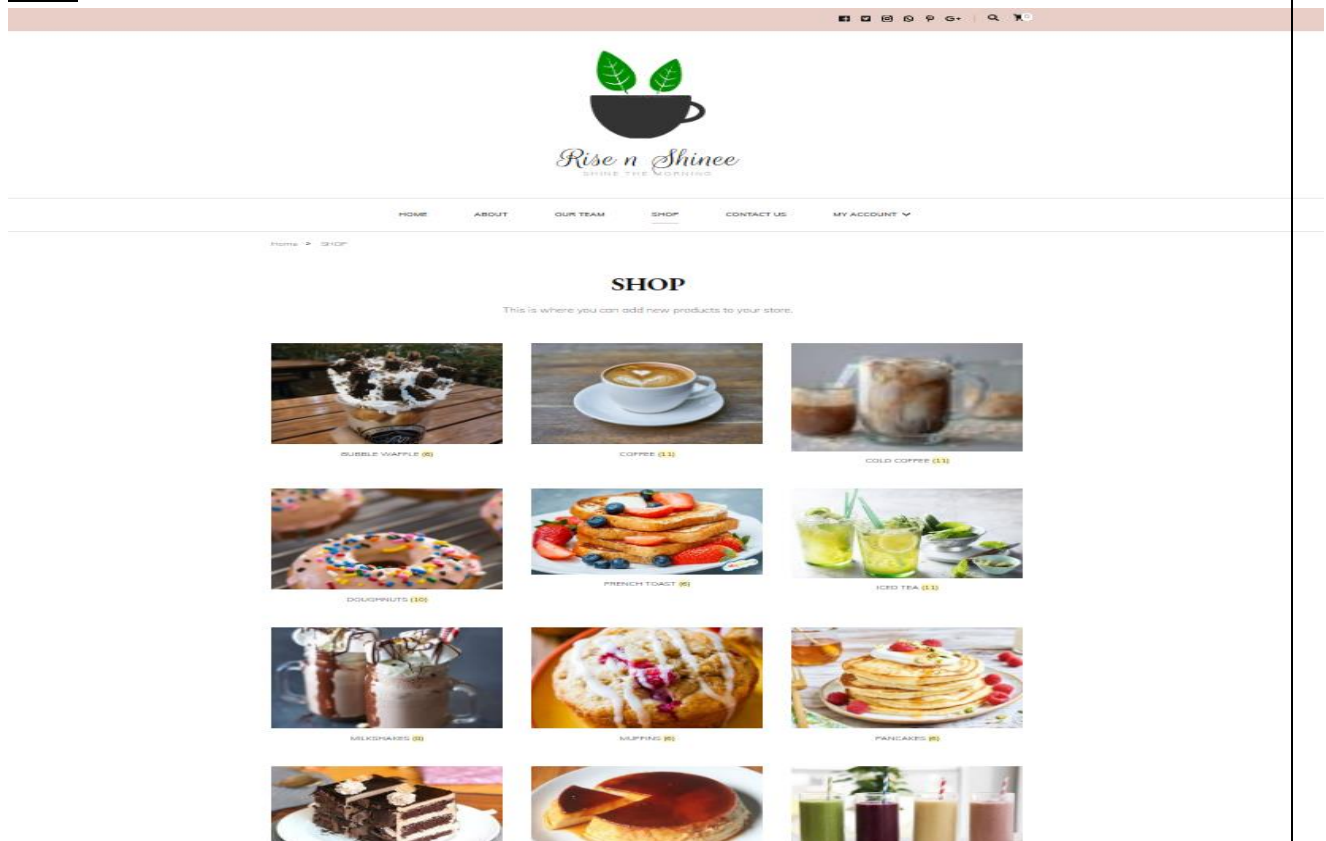 G+ 0
Rise n Shinee
SHINE THE MORNING
HOME ABOUT OUR TEAM SHOP CONTACT US MY ACCOUNT
Home > SHOP
SHOP
This is where you can add new products to your store.
BUBBLE WAFFLE (6) COFFEE (11) COLD COFFEE (11)
DOUGHNUTS (10) FRENCH TOAST (6) ICED TEA (11)
MILKSHAKES MUFFINS (6) PANCAKES (6)